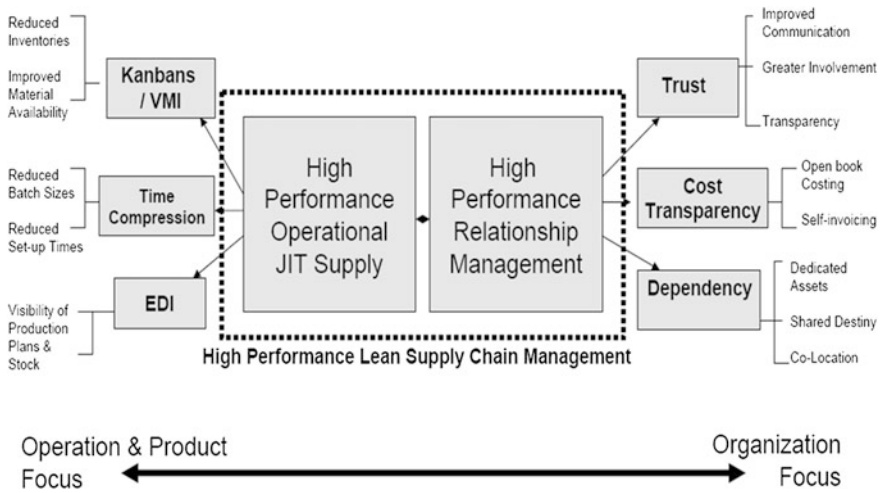 Reduced
Inventories
Improved
Material
Availability
Kanbans
/ VMI
Reduced
Batch Sizes
Reduced
Set-up Times
Time
Compression
Visibility of
Production
Plans &
Stock
EDI
High
Performance
Operational
JIT Supply
High
Performance
Relationship
Management
High Performance Lean Supply Chain Management
Trust
Improved
Communication
Greater Involvement
Transparency
Cost
Transparency
Open book
Costing
Self-invoicing
Dependency
Dedicated
Assets
Shared Destiny
Co-Location
Operation & Product
Focus
Organization
Focus